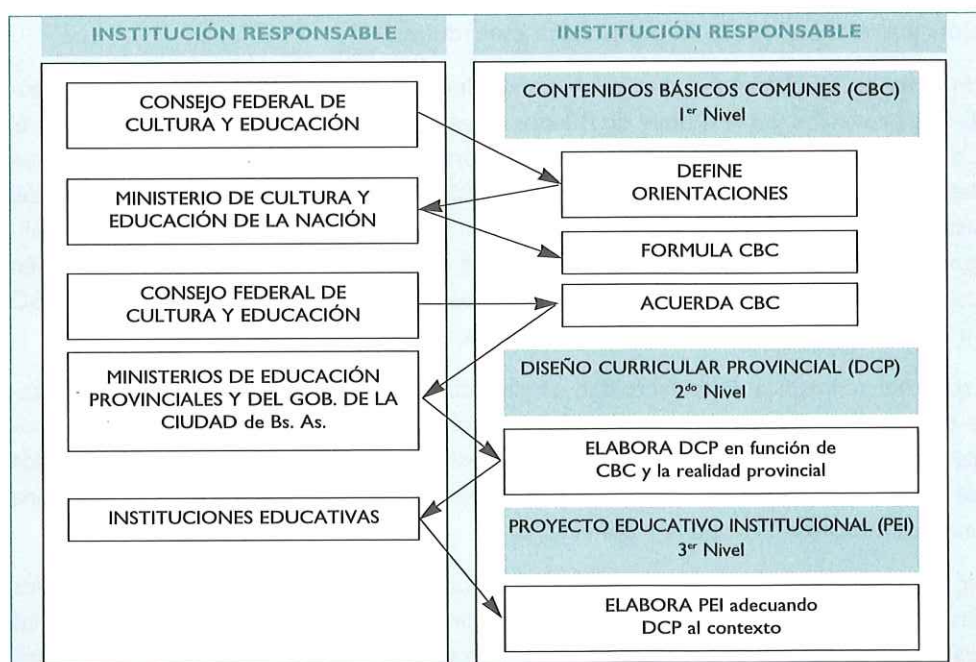 INSTITUCIÓN RESPONSABLE
CONSEJO FEDERAL DE
CULTURA Y EDUCACIÓN
MINISTERIO DE CULTURA Y
EDUCACIÓN DE LA NACIÓN
CONSEJO FEDERAL DE
CULTURA Y EDUCACIÓN
MINISTERIOS DE EDUCACIÓN
PROVINCIALES Y DEL GOB. DE LA
CIUDAD de Bs. As.
INSTITUCIONES EDUCATIVAS
INSTITUCIÓN RESPONSABLE
CONTENIDOS BÁSICOS COMUNES (CBC)
1er Nivel
DEFINE
ORIENTACIONES
FORMULA CBC
ACUERDA CBC
DISEÑO CURRICULAR PROVINCIAL (DCP)
2do Nivel
ELABORA DCP en función de
CBC y la realidad provincial
PROYECTO EDUCATIVO INSTITUCIONAL (PEI)
3er Nivel
ELABORA PEI adecuando
DCP al contexto